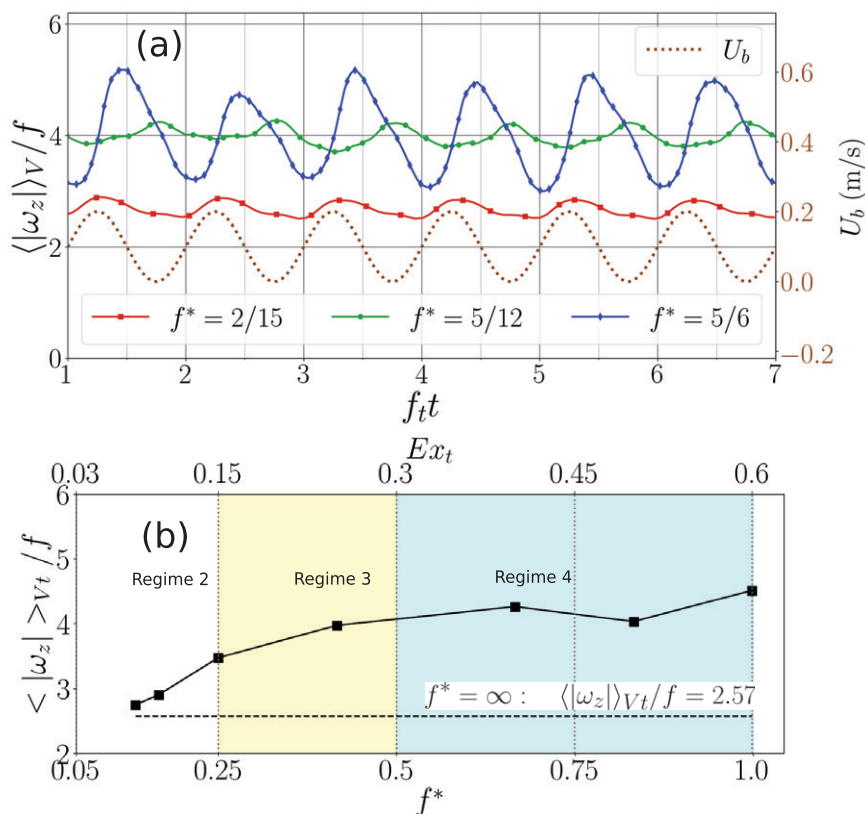 (a)
U_b
6
4
2
0
⟨|ω_z|⟩_V/f
0.6
0.4
0.2
0.0
−0.2
U_b (m/s)
f* = 2/15 f* = 5/12 f* = 5/6
1 2 3 4 5 6 7
f_t t
Ex_t
0.03 0.15 0.3 0.45 0.6
(b)
6
5
4
3
2
< |ω_z| >_{Vt}/f
Regime 2 Regime 3 Regime 4
f* = ∞ : ⟨|ω_z|⟩_{Vt}/f = 2.57
0.05 0.25 0.5 0.75 1.0
f*